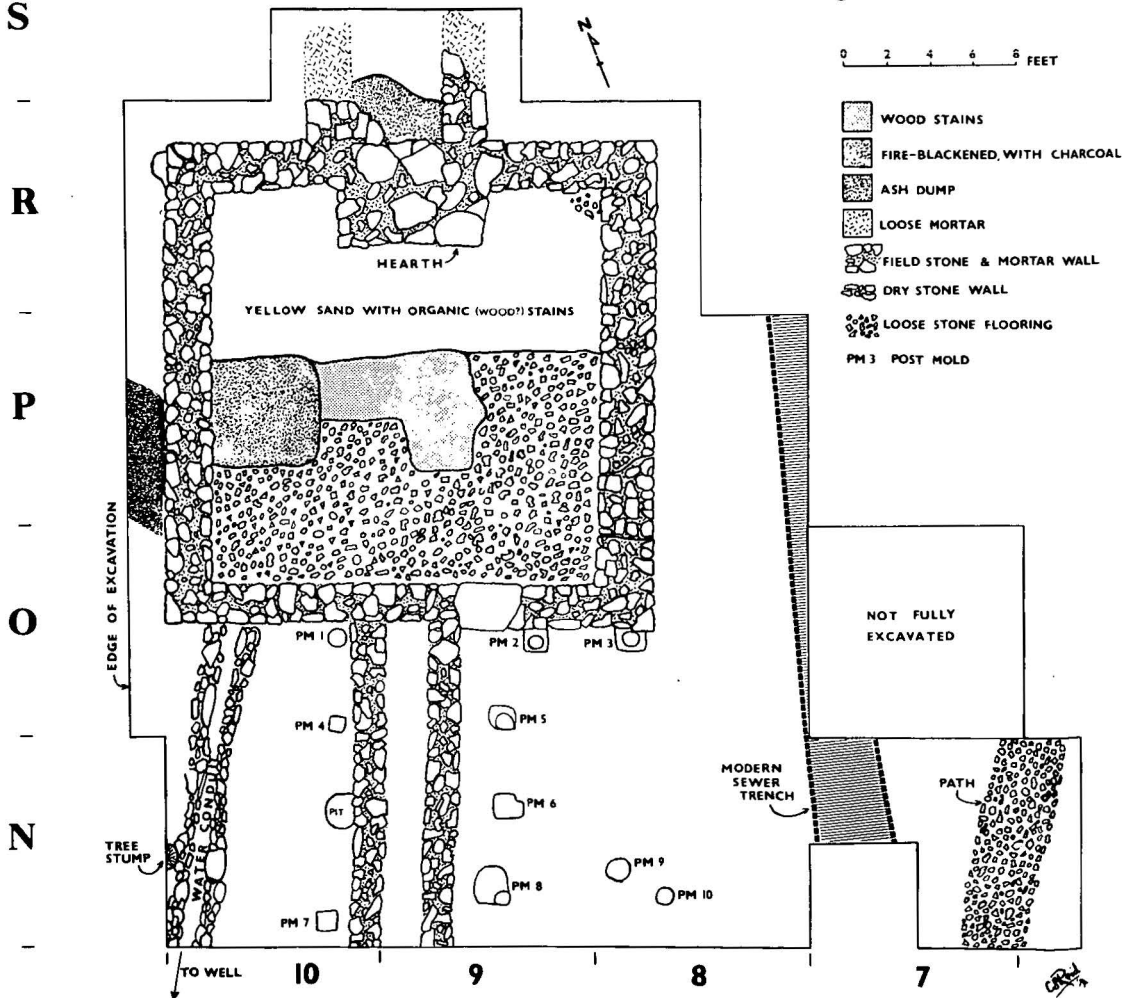 S
R
P
O
N
N
0 2 4 6 8 FEET
WOOD STAINS
FIRE-BLACKENED, WITH CHARCOAL
ASH DUMP
LOOSE MORTAR
FIELD STONE & MORTAR WALL
DRY STONE WALL
LOOSE STONE FLOORING
PM 3 POST MOLD
HEARTH
YELLOW SAND WITH ORGANIC (WOOD?) STAINS
EDGE OF EXCAVATION
NOT FULLY
EXCAVATED
PM 1
PM 2
PM 3
PM 4
PM 5
MODERN
SEWER
TRENCH
PATH
PIT
PM 6
TREE
STUMP
WATER CONDUIT
PM 9
PM 8
PM 10
PM 7
TO WELL
10
9
8
7